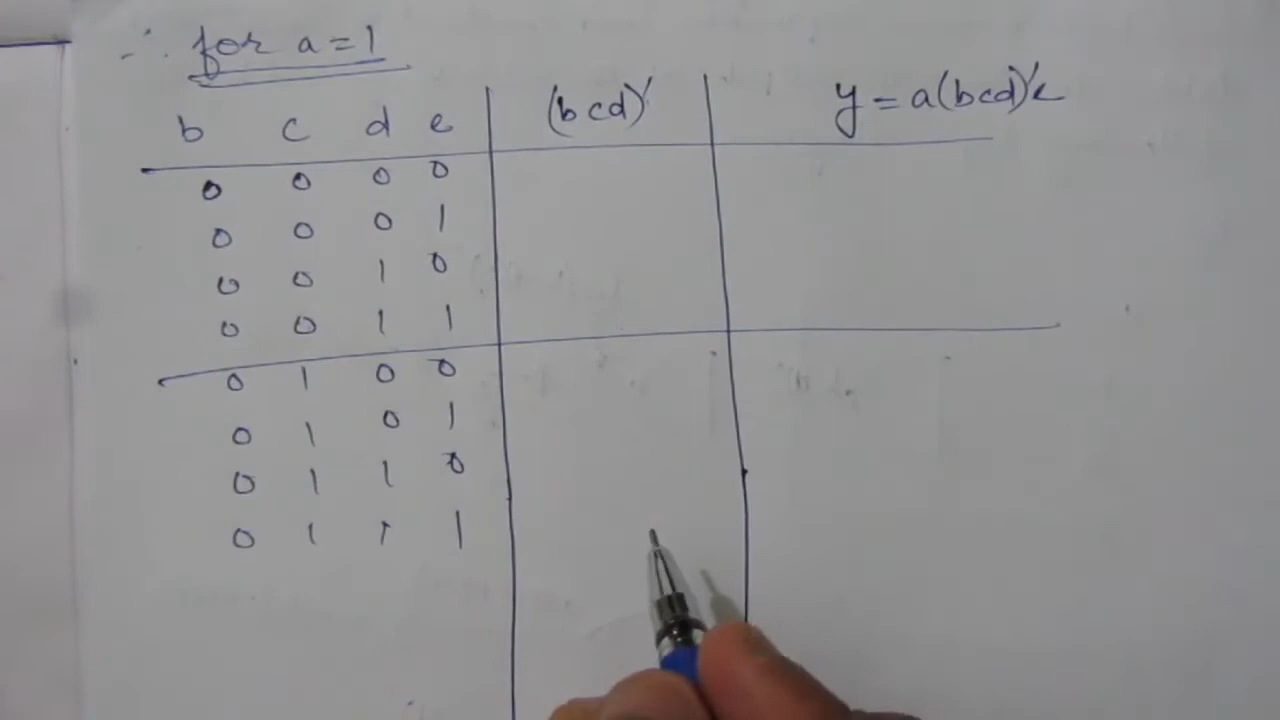 ∴ for a = 1
b c d e (bcd)' y = a(bcd)'e
0 0 0 0
0 0 0 1
0 0 1 0
0 0 1 1
0 1 0 0
0 1 0 1
0 1 1 0
0 1 1 1